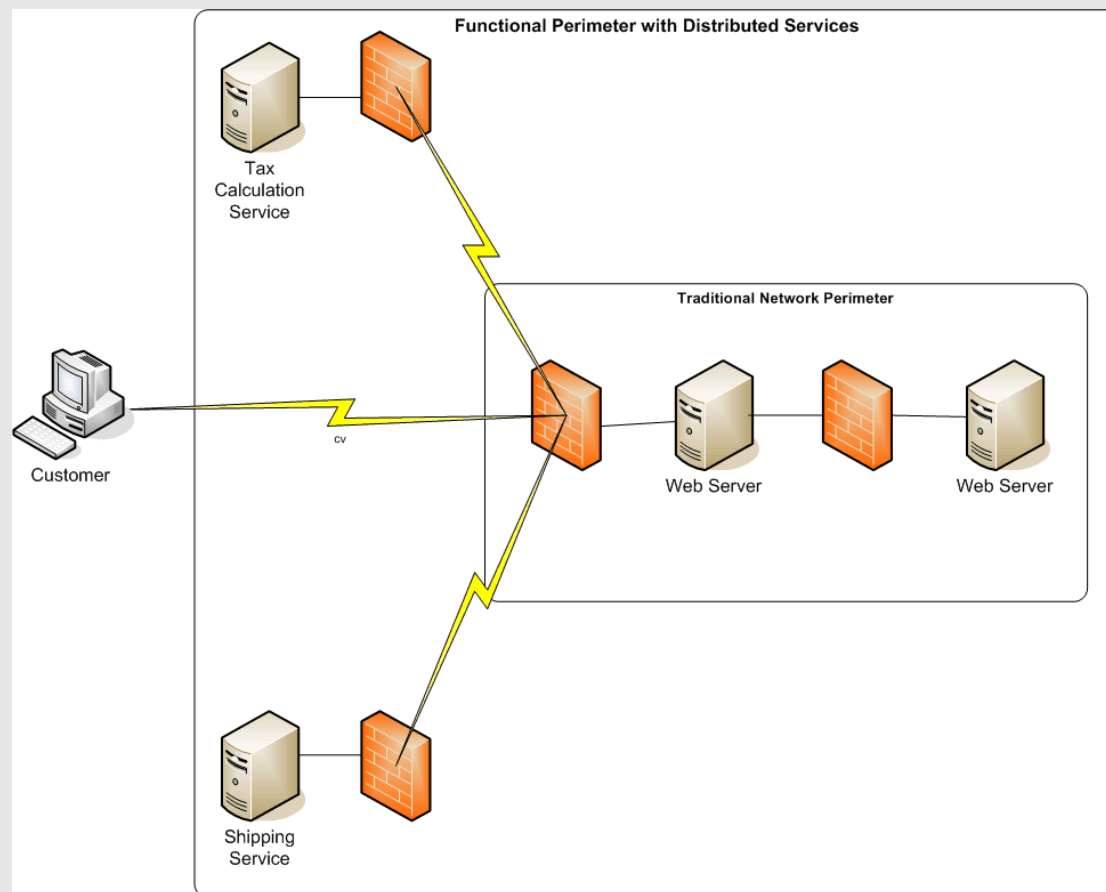 Functional Perimeter with Distributed Services
Tax
Calculation
Service
Traditional Network Perimeter
cv
Customer
Web Server
Web Server
Shipping
Service